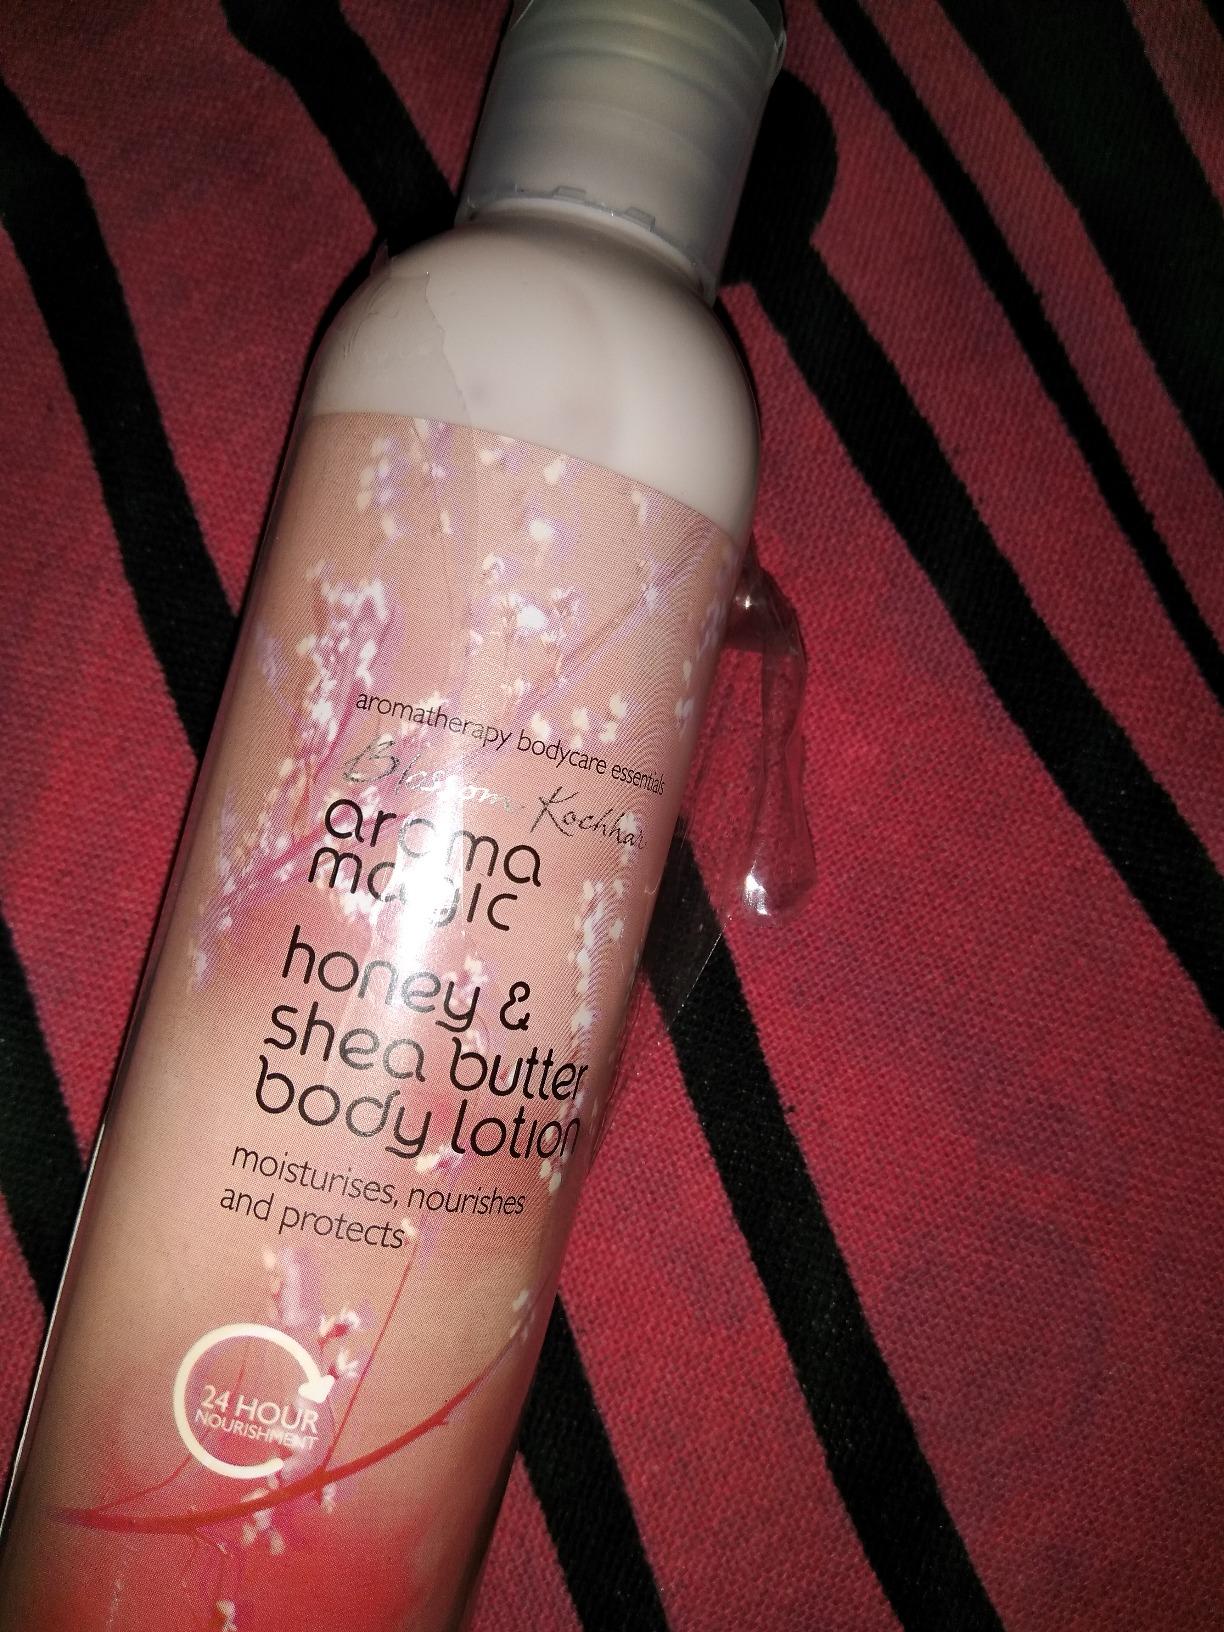 aromatherapy bodycare essentials
Blossom Kochhar
aroma
magic
honey &
shea butter
body lotion
moisturises, nourishes
and protects
24 HOUR
NOURISHMENT